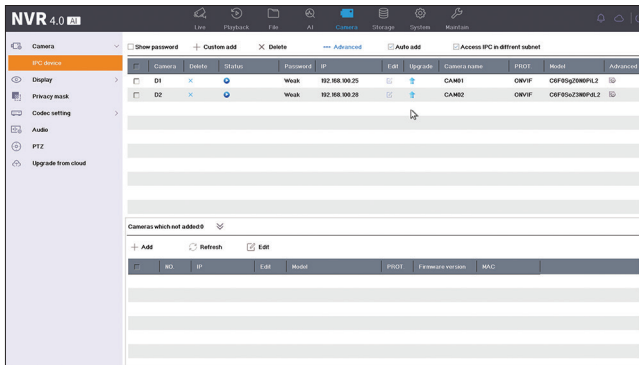 NVR 4.0 AI
Live Playback File AI Camera Storage System Maintain
Camera
IPC device
Display
Privacy mask
Codec setting
Audio
PTZ
Upgrade from cloud
Show password Custom add Delete Advanced Auto add Access IPC in diffrent subnet
Camera Delete Status Password IP Edit Upgrade Camera name PROT Model Advanced
D1 Weak 192.168.100.25 CAM01 ONVIF
D2 Weak 192.168.100.28 CAM02 ONVIF
Cameras which not added:0
Add Refresh Edit
NO IP Edit Model PROT Firmware version MAC